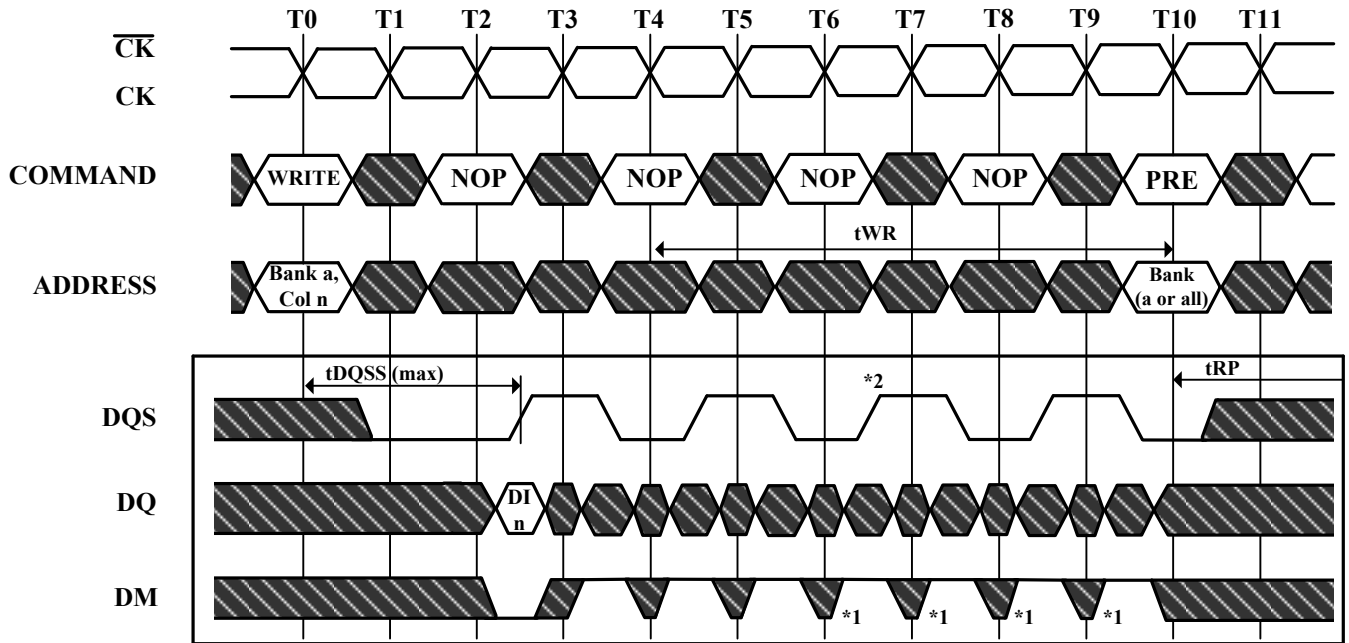 T0 T1 T2 T3 T4 T5 T6 T7 T8 T9 T10 T11
CK
CK
COMMAND WRITE NOP NOP NOP NOP PRE
tWR
ADDRESS Bank a, Col n Bank (a or all)
tDQSS (max) *2 tRP
DQS
DQ DI n
DM *1 *1 *1 *1